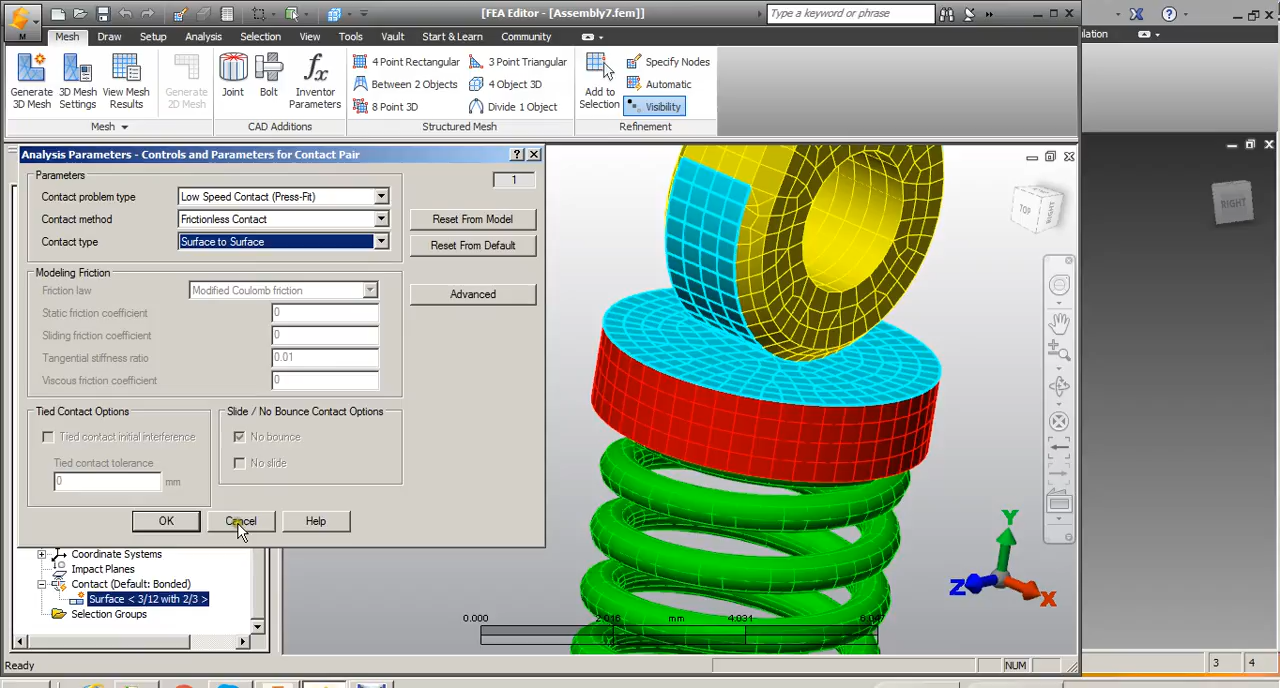 [FEA Editor - [Assembly7.fem]]
Type a keyword or phrase
M
Mesh Draw Setup Analysis Selection View Tools Vault Start & Learn Community
ulation
Generate 3D Mesh
3D Mesh Settings
View Mesh Results
Generate 2D Mesh
Joint
Bolt
fx
Inventor Parameters
4 Point Rectangular
3 Point Triangular
Between 2 Objects
4 Object 3D
8 Point 3D
Divide 1 Object
Add to Selection
Specify Nodes
Automatic
Visibility
Mesh
CAD Additions
Structured Mesh
Refinement
Analysis Parameters - Controls and Parameters for Contact Pair
Parameters
1
Contact problem type Low Speed Contact (Press-Fit)
Contact method Frictionless Contact
Contact type Surface to Surface
Reset From Model
Reset From Default
Advanced
Modeling Friction
Friction law Modified Coulomb friction
Static friction coefficient 0
Sliding friction coefficient 0
Tangential stiffness ratio 0.01
Viscous friction coefficient 0
Tied Contact Options
Tied contact initial interference
Tied contact tolerance
0 mm
Slide / No Bounce Contact Options
No bounce
No slide
OK Cancel Help
Coordinate Systems
Impact Planes
Contact (Default: Bonded)
Surface < 3/12 with 2/3 >
Selection Groups
TOP
RIGHT
RIGHT
Y
Z
X
0.000 mm 4.031
Ready
NUM
3 4